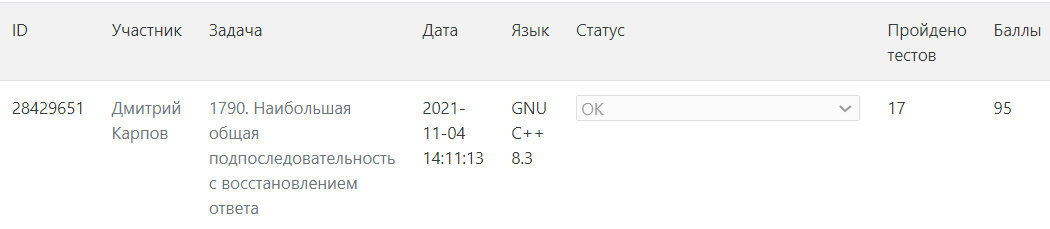 ID Участник Задача Дата Язык Статус Пройдено тестов Баллы
28429651 Дмитрий Карпов 1790. Наибольшая общая подпоследовательность с восстановлением ответа 2021-11-04 14:11:13 GNU C++ 8.3 OK 17 95